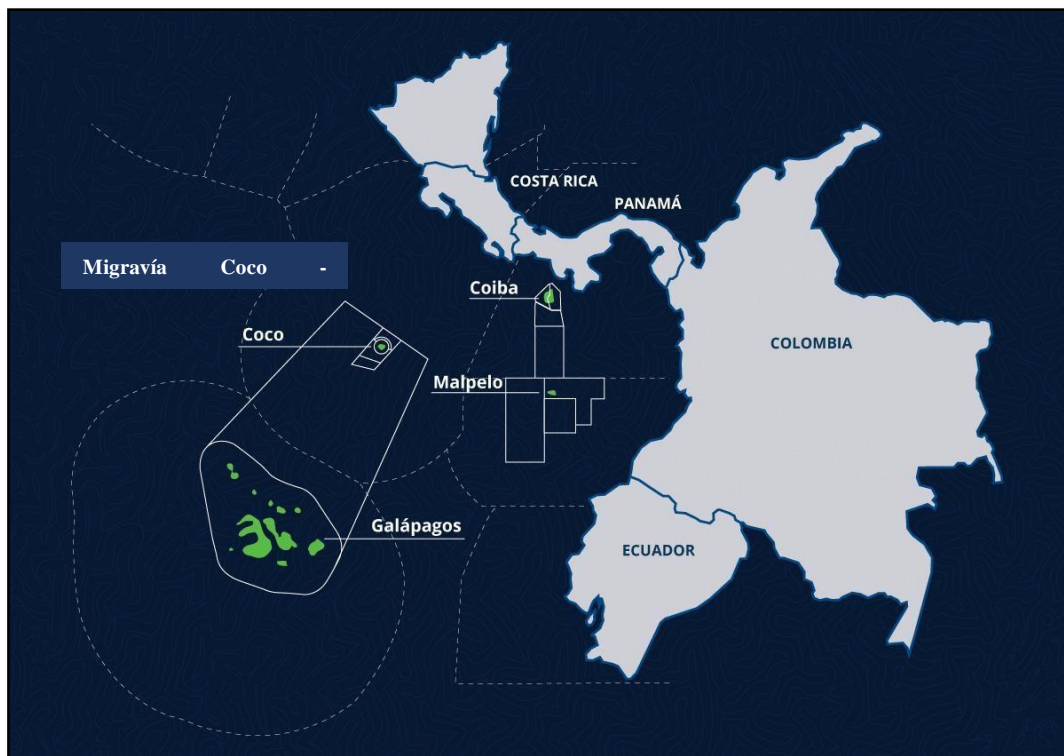 COSTA RICA
PANAMÁ
Migravía Coco -
Coiba
Coco
COLOMBIA
Malpelo
Galápagos
ECUADOR